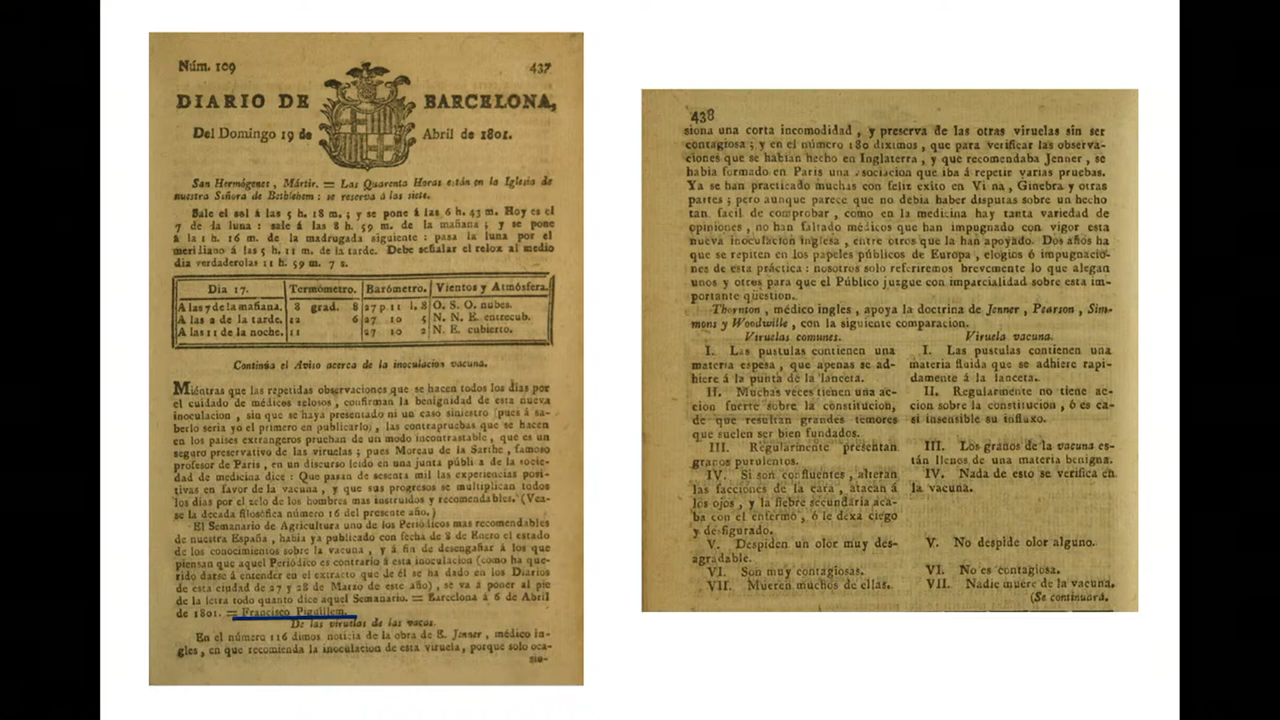 Núm. 109
437
DIARIO DE BARCELONA,
Del Domingo 19 de Abril de 1801.
San Hermógenes, Mártir. = Las Quarenta Horas están en la Iglesia de
nuestra Señora de Bethlehem: se reserva á las siete.
Sale el sol á las 5 h. 18 m.; y se pone á las 6 h. 43 m. Hoy es el
7 de la luna: sale á las 8 h. 59 m. de la mañana; y se pone
á la 1 h. 16 m. de la madrugada siguiente: pasa la luna por el
meridiano á las 5 h. 11 m. de la tarde. Debe señalar el relox al medio
dia verdadero las 11 h. 59 m. 7 s.
Dia 17. Termómetro. Barómetro. Vientos y Atmósfera.
A las 7 de la mañana. 8 grad. 8 27 p. 11 l. 8 O. S. O. nubes.
A las 2 de la tarde. 12 6 27 10 5 N. N. E. entrecub.
A las 11 de la noche. 11 27 10 2 N. E. cubierto.
Continúa el Aviso acerca de la inoculacion vacuna.
Miéntras que las repetidas observaciones que se hacen todos los dias por
el cuidado de médicos zelosos, confirman la benignidad de esta nueva
inoculacion, sin que se haya presentado ni un caso siniestro (pues á sa-
berlo seria yo el primero en publicarlo), las contrapruebas que se hacen
en los paises extrangeros prueban de un modo incontrastable, que es un
seguro preservativo de las viruelas; pues Moreau de la Sarthe, famoso
profesor de Paris, en un discurso leido en una junta pública de la socie-
dad de medicina dice: Que pasan de sesenta mil las experiencias posi-
tivas en favor de la vacuna, y que sus progresos se multiplican todos
los dias por el zelo de los hombres mas instruidos y recomendables. (Vea-
se la decada filosófica número 16 del presente año.)
El Semanario de Agricultura uno de los Periódicos mas recomendables
de nuestra España, habia ya publicado con fecha de 8 de Enero el estado
de los conocimientos sobre la vacuna, y á fin de desengañar á los que
piensan que aquel Periódico es contrario á esta inoculacion (como ha que-
rido darse á entender en el extracto que de él se ha dado en los Diarios
de esta ciudad de 27 y 28 de Marzo de este año), se va á poner al pie
de la letra todo quanto dice aquel Semanario. = Barcelona á 6 de Abril
de 1801. = Francisco Piguillem.
De las viruelas de las vacas.
En el número 116 dimos noticia de la obra de E. Jenner, médico in-
gles, en que recomienda la inoculacion de esta viruela, porque solo oca-
sio-
438
siona una corta incomodidad, y preserva de las otras viruelas sin ser
contagiosa; y en el número 180 diximos, que para verificar las observa-
ciones que se habian hecho en Inglaterra, y que recomendaba Jenner, se
habia formado en Paris una asociacion que iba á repetir varias pruebas.
Ya se han practicado muchas con feliz exito en Viena, Ginebra y otras
partes; pero aunque parece que no debia haber disputas sobre un hecho
tan facil de comprobar, como en la medicina hay tanta variedad de
opiniones, no han faltado médicos que han impugnado con vigor esta
nueva inoculacion inglesa, entre otros que la han apoyado. Dos años ha
que se repiten en los papeles públicos de Europa, elogios ó impugnacio-
nes de esta práctica: nosotros solo referiremos brevemente lo que alegan
unos y otros para que el Público juzgue con imparcialidad sobre esta im-
portante qüestion.
Thornton, médico ingles, apoya la doctrina de Jenner, Pearson, Sim-
mons y Woodwille, con la siguiente comparacion.
Viruelas comunes.
I. Las pustulas contienen una
materia espesa, que apenas se ad-
hiere á la punta de la lanceta.
II. Muchas veces tienen una ac-
cion fuerte sobre la constitucion,
de que resultan grandes temores
que suelen ser bien fundados.
III. Regularmente presentan
granos purulentos.
IV. Si son confluentes, alteran
las facciones de la cara, atacan á
los ojos, y la fiebre secundaria aca-
ba con el enfermo, ó le dexa ciego
y desfigurado.
V. Despiden un olor muy des-
agradable.
VI. Son muy contagiosas.
VII. Mueren muchos de ellas.
Viruela vacuna.
I. Las pustulas contienen una
materia fluida que se adhiere rapi-
damente á la lanceta.
II. Regularmente no tiene ac-
cion sobre la constitucion, ó es ca-
si insensible su influxo.
III. Los granos de la vacuna es-
tán llenos de una materia benigna.
IV. Nada de esto se verifica en
la vacuna.
V. No despide olor alguno.
VI. No es contagiosa.
VII. Nadie muere de la vacuna.
(Se continuará.